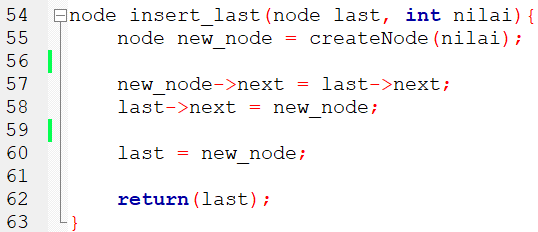 54 node insert_last(node last, int nilai){
55     node new_node = createNode(nilai);
56
57     new_node->next = last->next;
58     last->next = new_node;
59
60     last = new_node;
61
62     return(last);
63 }